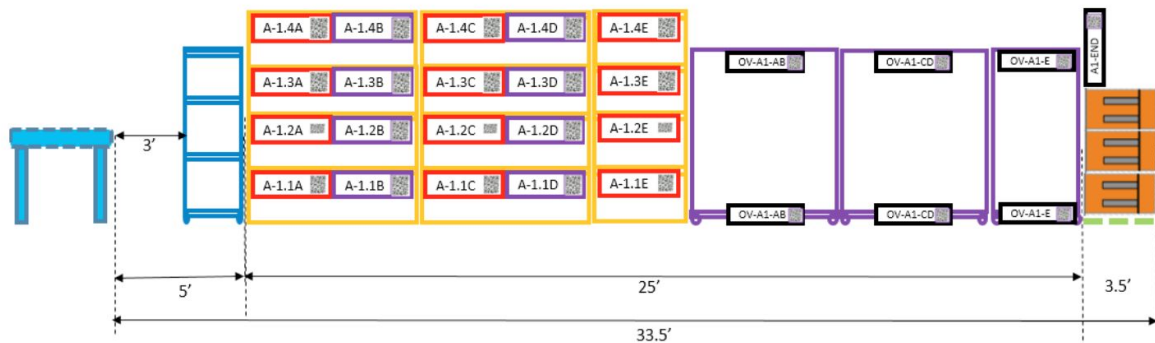 A-1.4A A-1.4B A-1.4C A-1.4D A-1.4E A1-END
OV-A1-AB OV-A1-CD OV-A1-E
A-1.3A A-1.3B A-1.3C A-1.3D A-1.3E
A-1.2A A-1.2B A-1.2C A-1.2D A-1.2E
3’
A-1.1A A-1.1B A-1.1C A-1.1D A-1.1E
OV-A1-AB OV-A1-CD OV-A1-E
5’ 25’ 3.5’
33.5’